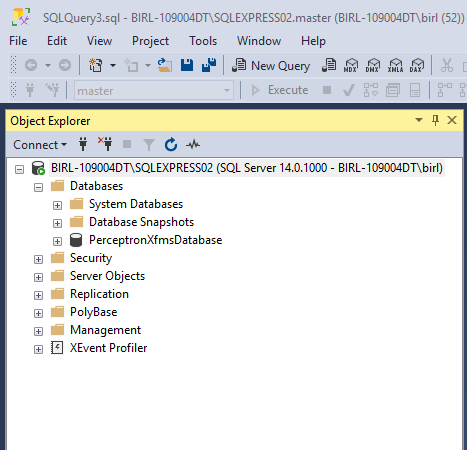 SQLQuery3.sql - BIRL-109004DT\SQLEXPRESS02.master (BIRL-109004DT\birl (52))
File Edit View Project Tools Window Help
New Query MDX DMX XMLA DAX
master Execute
Object Explorer
Connect
BIRL-109004DT\SQLEXPRESS02 (SQL Server 14.0.1000 - BIRL-109004DT\birl)
Databases
System Databases
Database Snapshots
PerceptronXfmsDatabase
Security
Server Objects
Replication
PolyBase
Management
XEvent Profiler